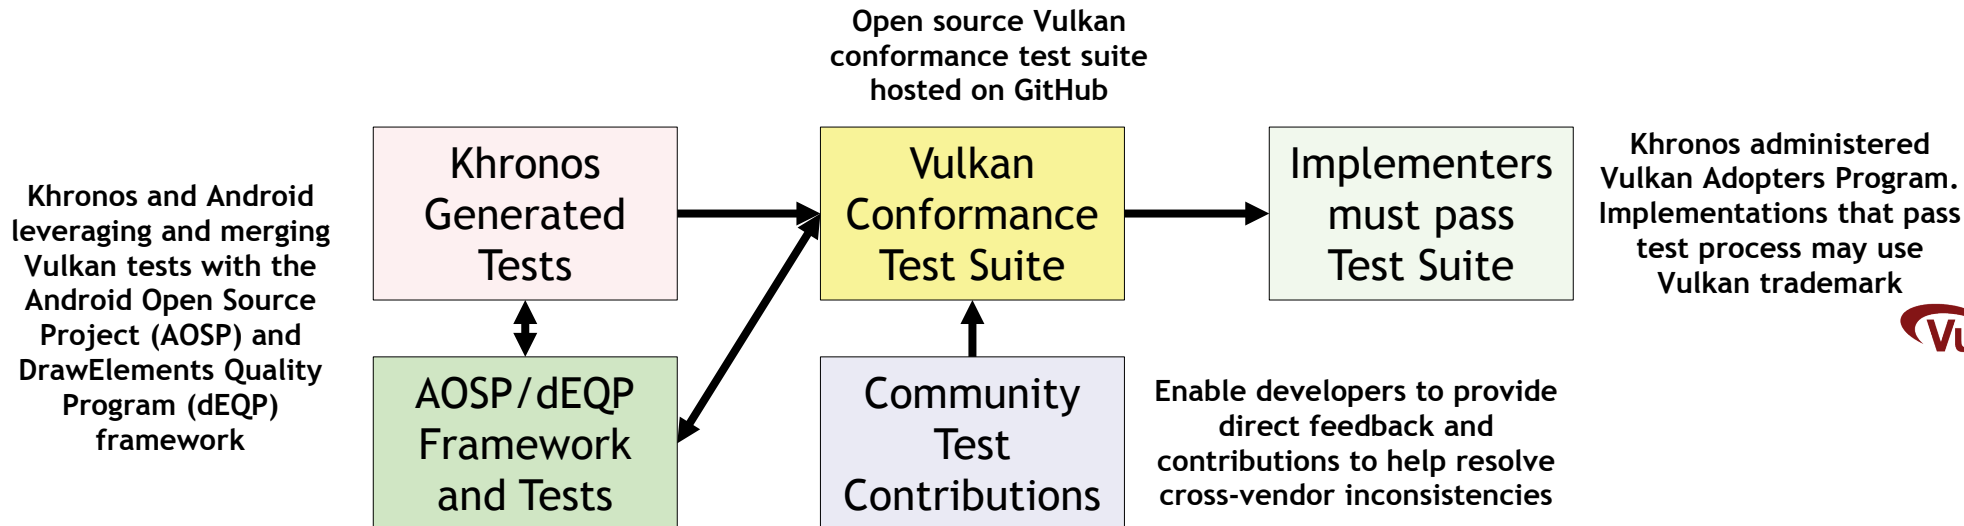 Open source Vulkan
conformance test suite
hosted on GitHub
Khronos and Android
leveraging and merging
Vulkan tests with the
Android Open Source
Project (AOSP) and
DrawElements Quality
Program (dEQP)
framework
Khronos
Generated
Tests
Vulkan
Conformance
Test Suite
Implementers
must pass
Test Suite
Khronos administered
Vulkan Adopters Program.
Implementations that pass
test process may use
Vulkan trademark
AOSP/dEQP
Framework
and Tests
Community
Test
Contributions
Enable developers to provide
direct feedback and
contributions to help resolve
cross-vendor inconsistencies